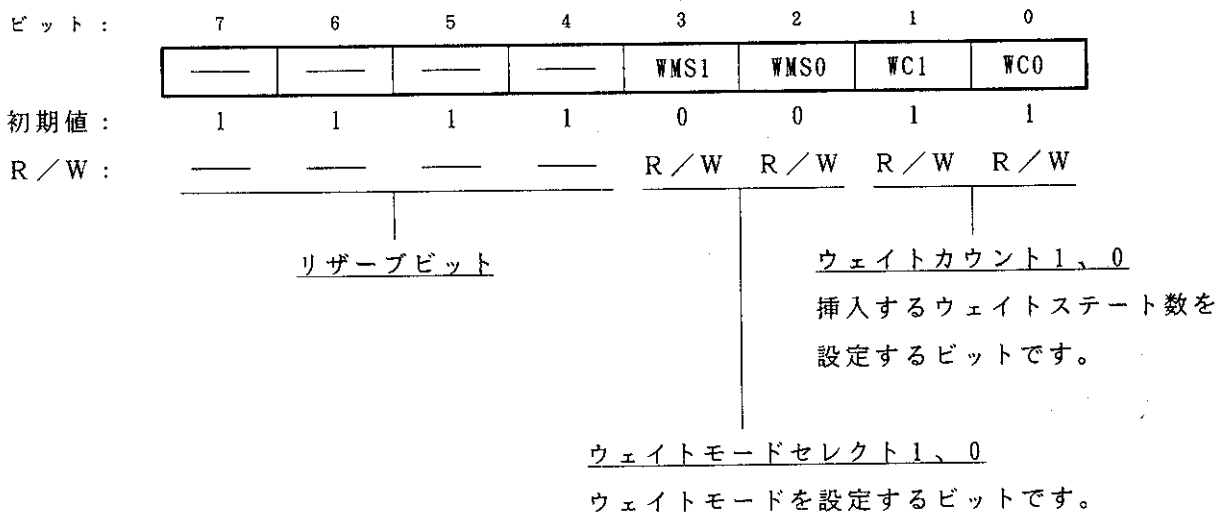 ビット： 7 6 5 4 3 2 1 0
— — — — WMS1 WMS0 WC1 WC0
初期値： 1 1 1 1 0 0 1 1
R／W： — — — — R／W R／W R／W R／W
リザーブビット
ウェイトカウント1、0
挿入するウェイトステート数を
設定するビットです。
ウェイトモードセレクト1、0
ウェイトモードを設定するビットです。